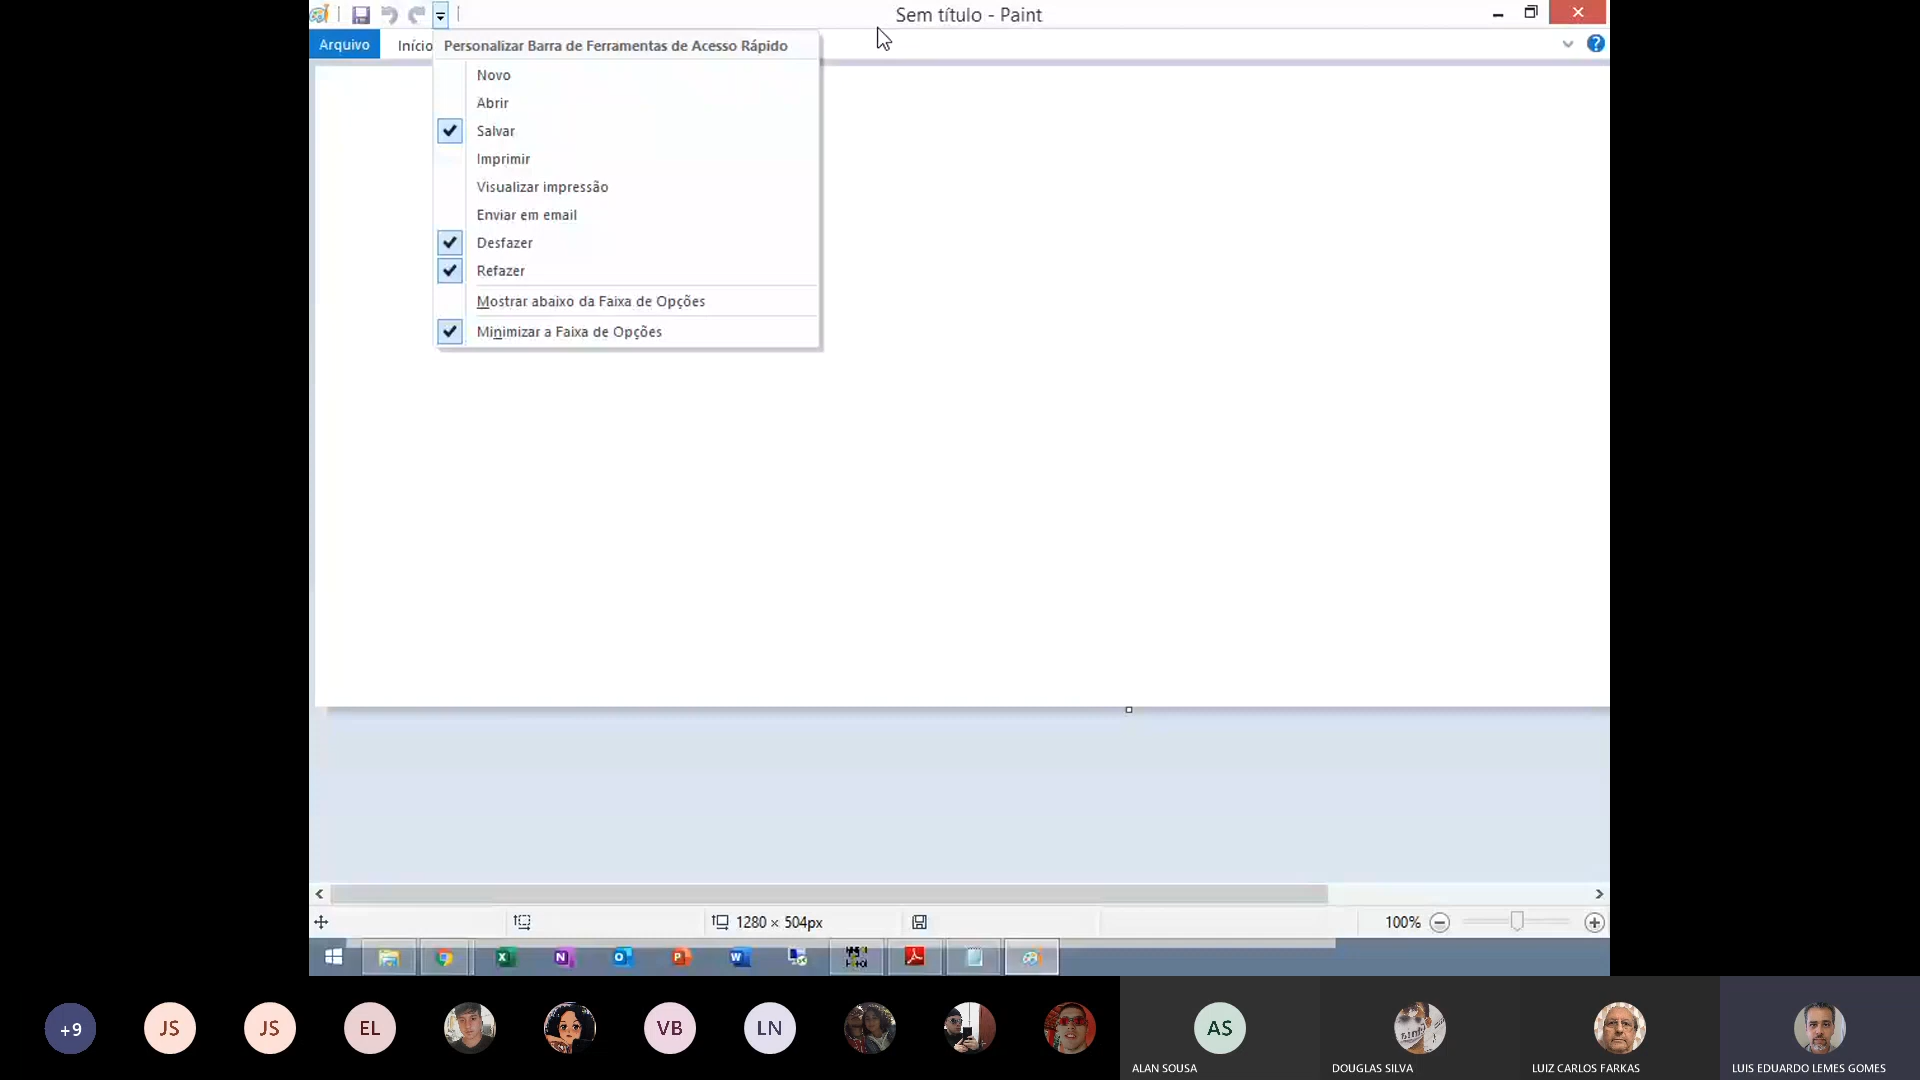 Sem título - Paint
Arquivo
Início
Personalizar Barra de Ferramentas de Acesso Rápido
Novo
Abrir
Salvar
Imprimir
Visualizar impressão
Enviar em email
Desfazer
Refazer
Mostrar abaixo da Faixa de Opções
Minimizar a Faixa de Opções
1280 × 504px
100%
+9
JS
JS
EL
VB
LN
AS
ALAN SOUSA
DOUGLAS SILVA
LUIZ CARLOS FARKAS
LUIS EDUARDO LEMES GOMES